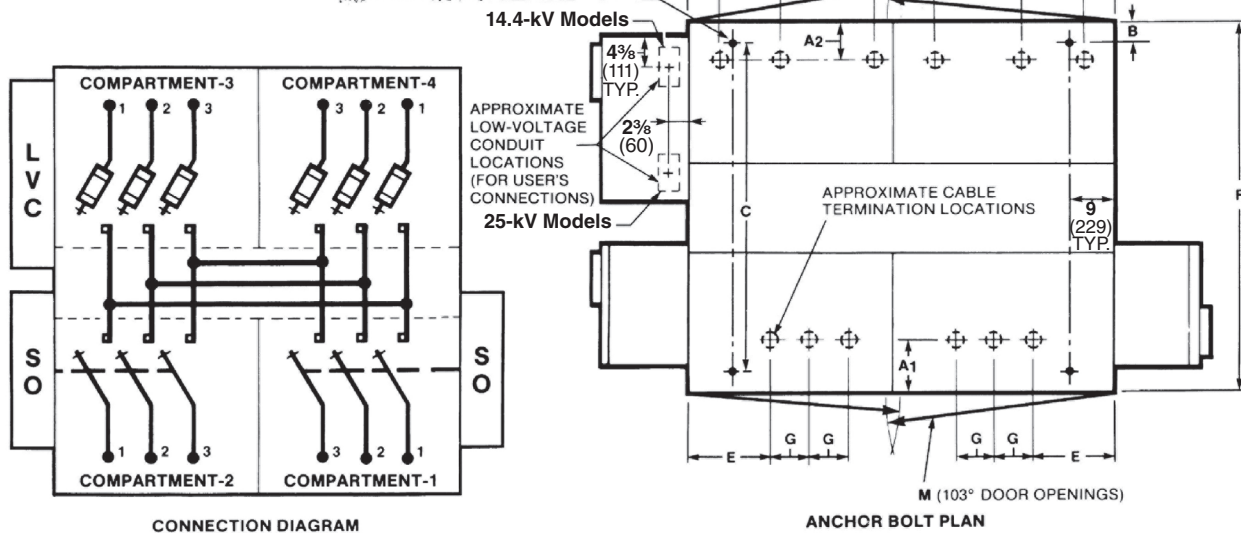 14.4-kV Models
COMPARTMENT-3
COMPARTMENT-4
1 2 3
3 2 1
LVC
SO
SO
1 2 3
3 2 1
COMPARTMENT-2
COMPARTMENT-1
CONNECTION DIAGRAM
4⅜
(111)
TYP.
APPROXIMATE
LOW-VOLTAGE
CONDUIT
LOCATIONS
(FOR USER'S
CONNECTIONS)
2⅜
(60)
25-kV Models
A2
B
C
APPROXIMATE CABLE
TERMINATION LOCATIONS
9
(229)
TYP.
A1
E G G G G E
M (103° DOOR OPENINGS)
ANCHOR BOLT PLAN